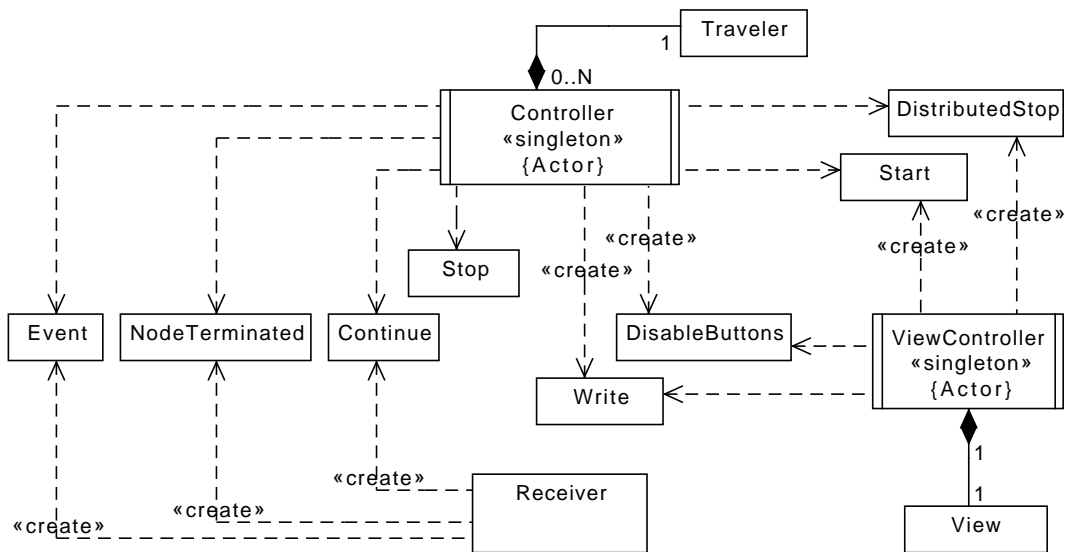 Traveler
1
0..N
Controller
«singleton»
{Actor}
DistributedStop
Start
«create»
«create»
«create»
«create»
Stop
Event
NodeTerminated
Continue
DisableButtons
ViewController
«singleton»
{Actor}
Write
1
«create»
«create»
«create»
Receiver
1
View